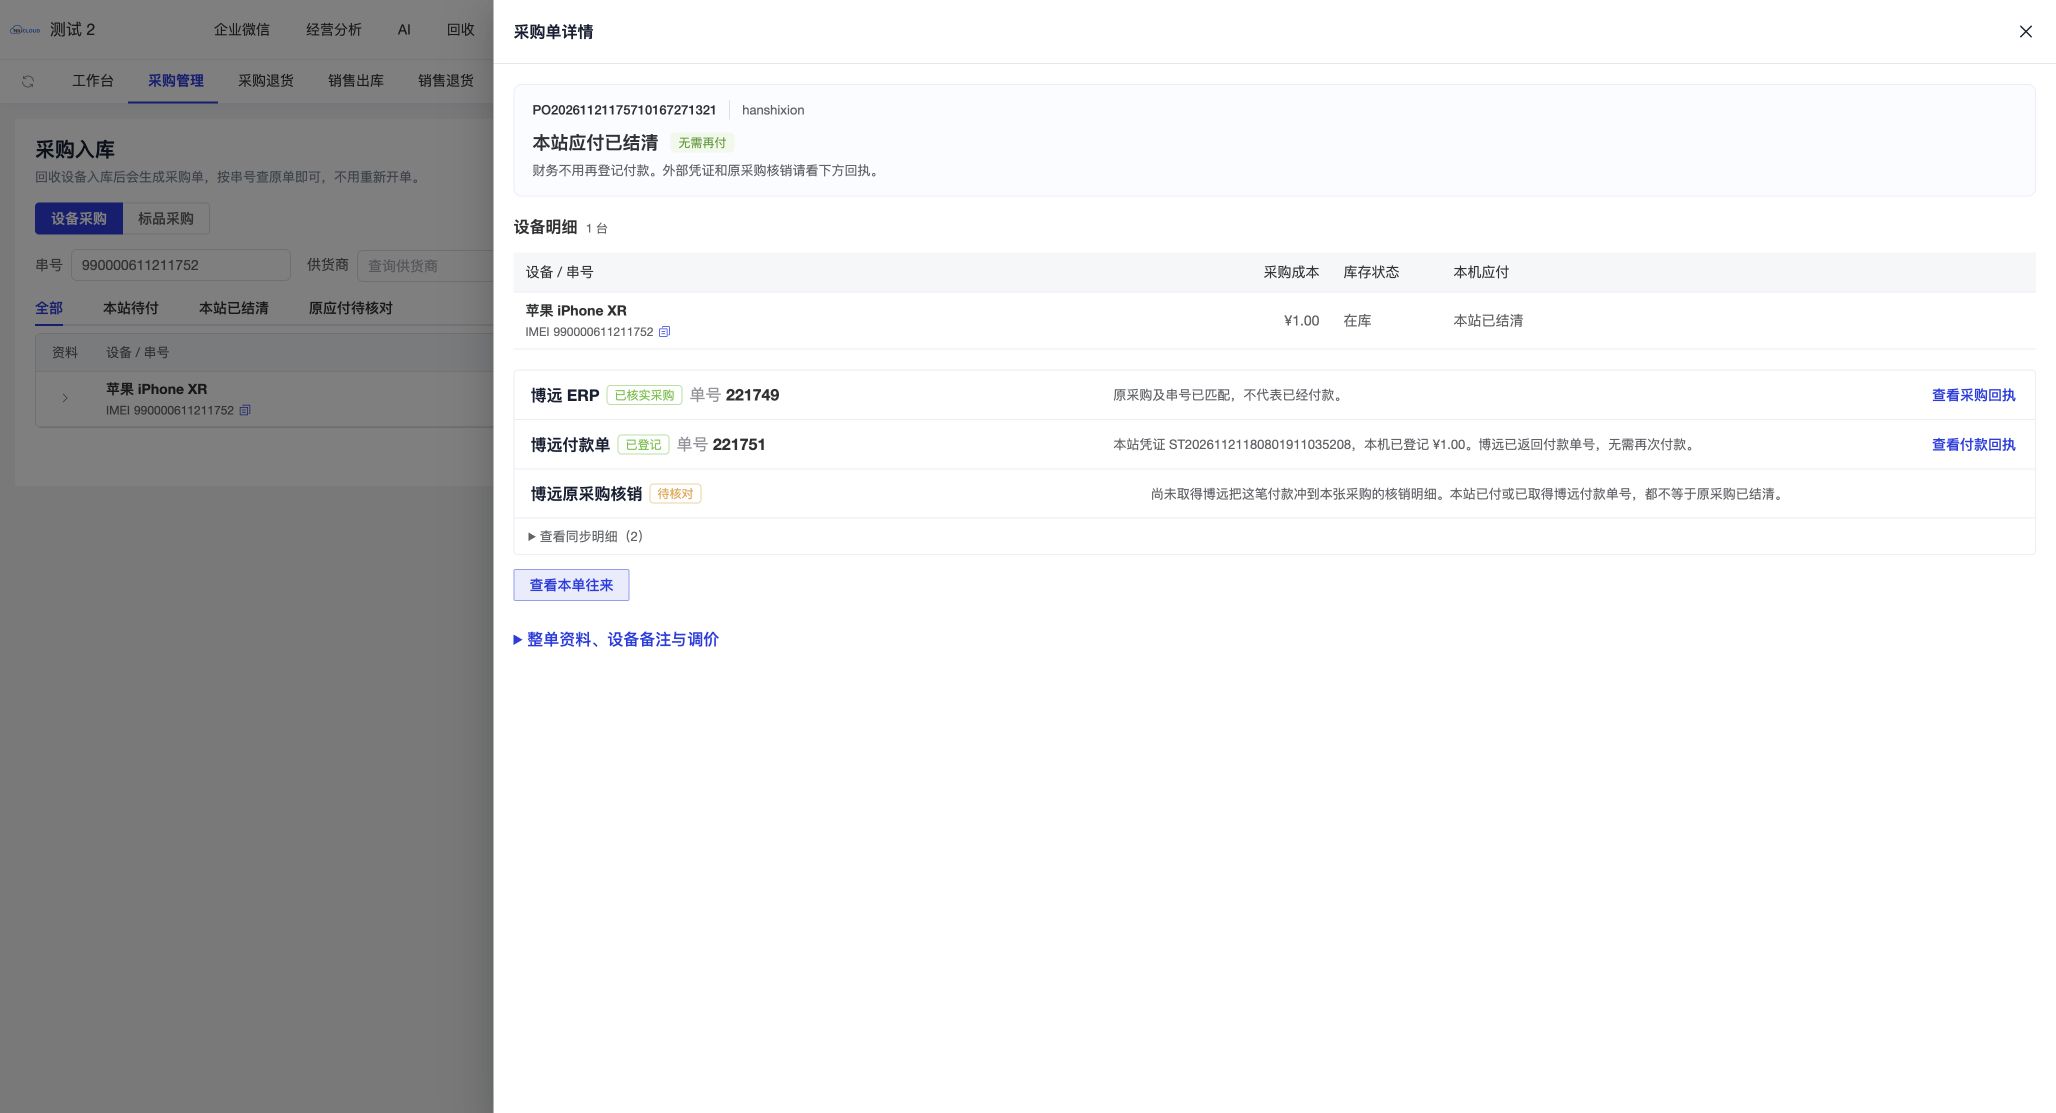 测试 2
企业微信 经营分析 AI 回收
工作台 采购管理 采购退货 销售出库 销售退货
采购入库
回收设备入库后会生成采购单，按串号查原单即可，不用重新开单。
设备采购 标品采购
串号 990000611211752 供货商 查询供货商
全部 本站待付 本站已结清 原应付待核对
资料 设备 / 串号
苹果 iPhone XR
IMEI 990000611211752
采购单详情
PO20261121175710167271321 hanshixion
本站应付已结清 无需再付
财务不用再登记付款。外部凭证和原采购核销请看下方回执。
设备明细 1 台
设备 / 串号 采购成本 库存状态 本机应付
苹果 iPhone XR
IMEI 990000611211752
¥1.00 在库 本站已结清
博远 ERP 已核实采购 单号 221749 原采购及串号已匹配，不代表已经付款。 查看采购回执
博远付款单 已登记 单号 221751 本站凭证 ST20261121180801911035208，本机已登记 ¥1.00。博远已返回付款单号，无需再次付款。 查看付款回执
博远原采购核销 待核对 尚未取得博远把这笔付款冲到本张采购的核销明细。本站已付或已取得博远付款单号，都不等于原采购已结清。
查看同步明细（2）
查看本单往来
整单资料、设备备注与调价